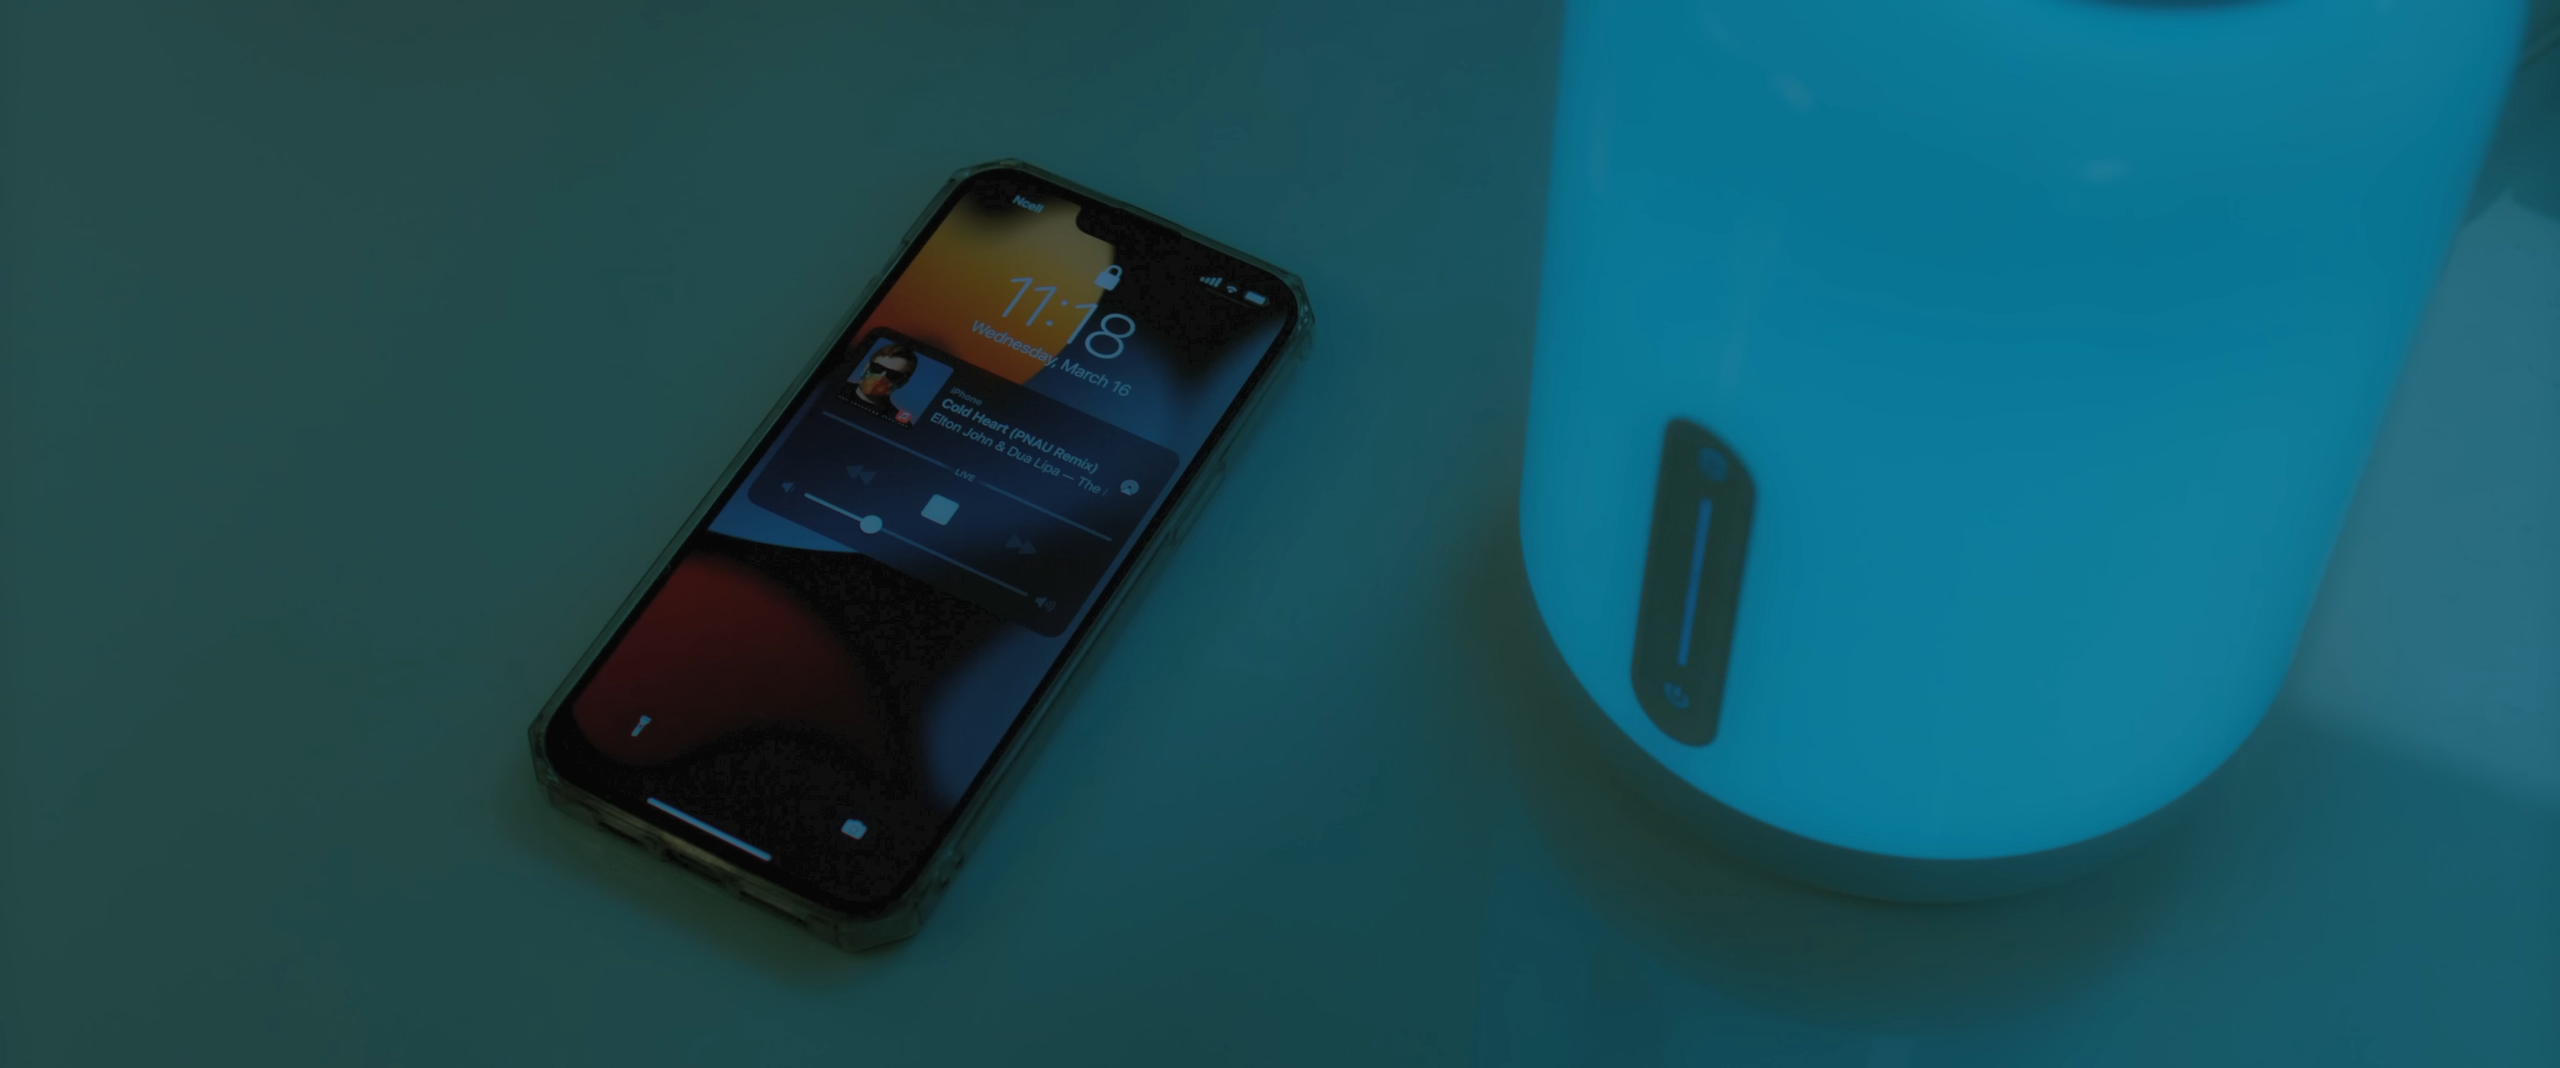 Ncell
11:18
Wednesday, March 16
iPhone
Cold Heart (PNAU Remix)
Elton John & Dua Lipa — The
LIVE